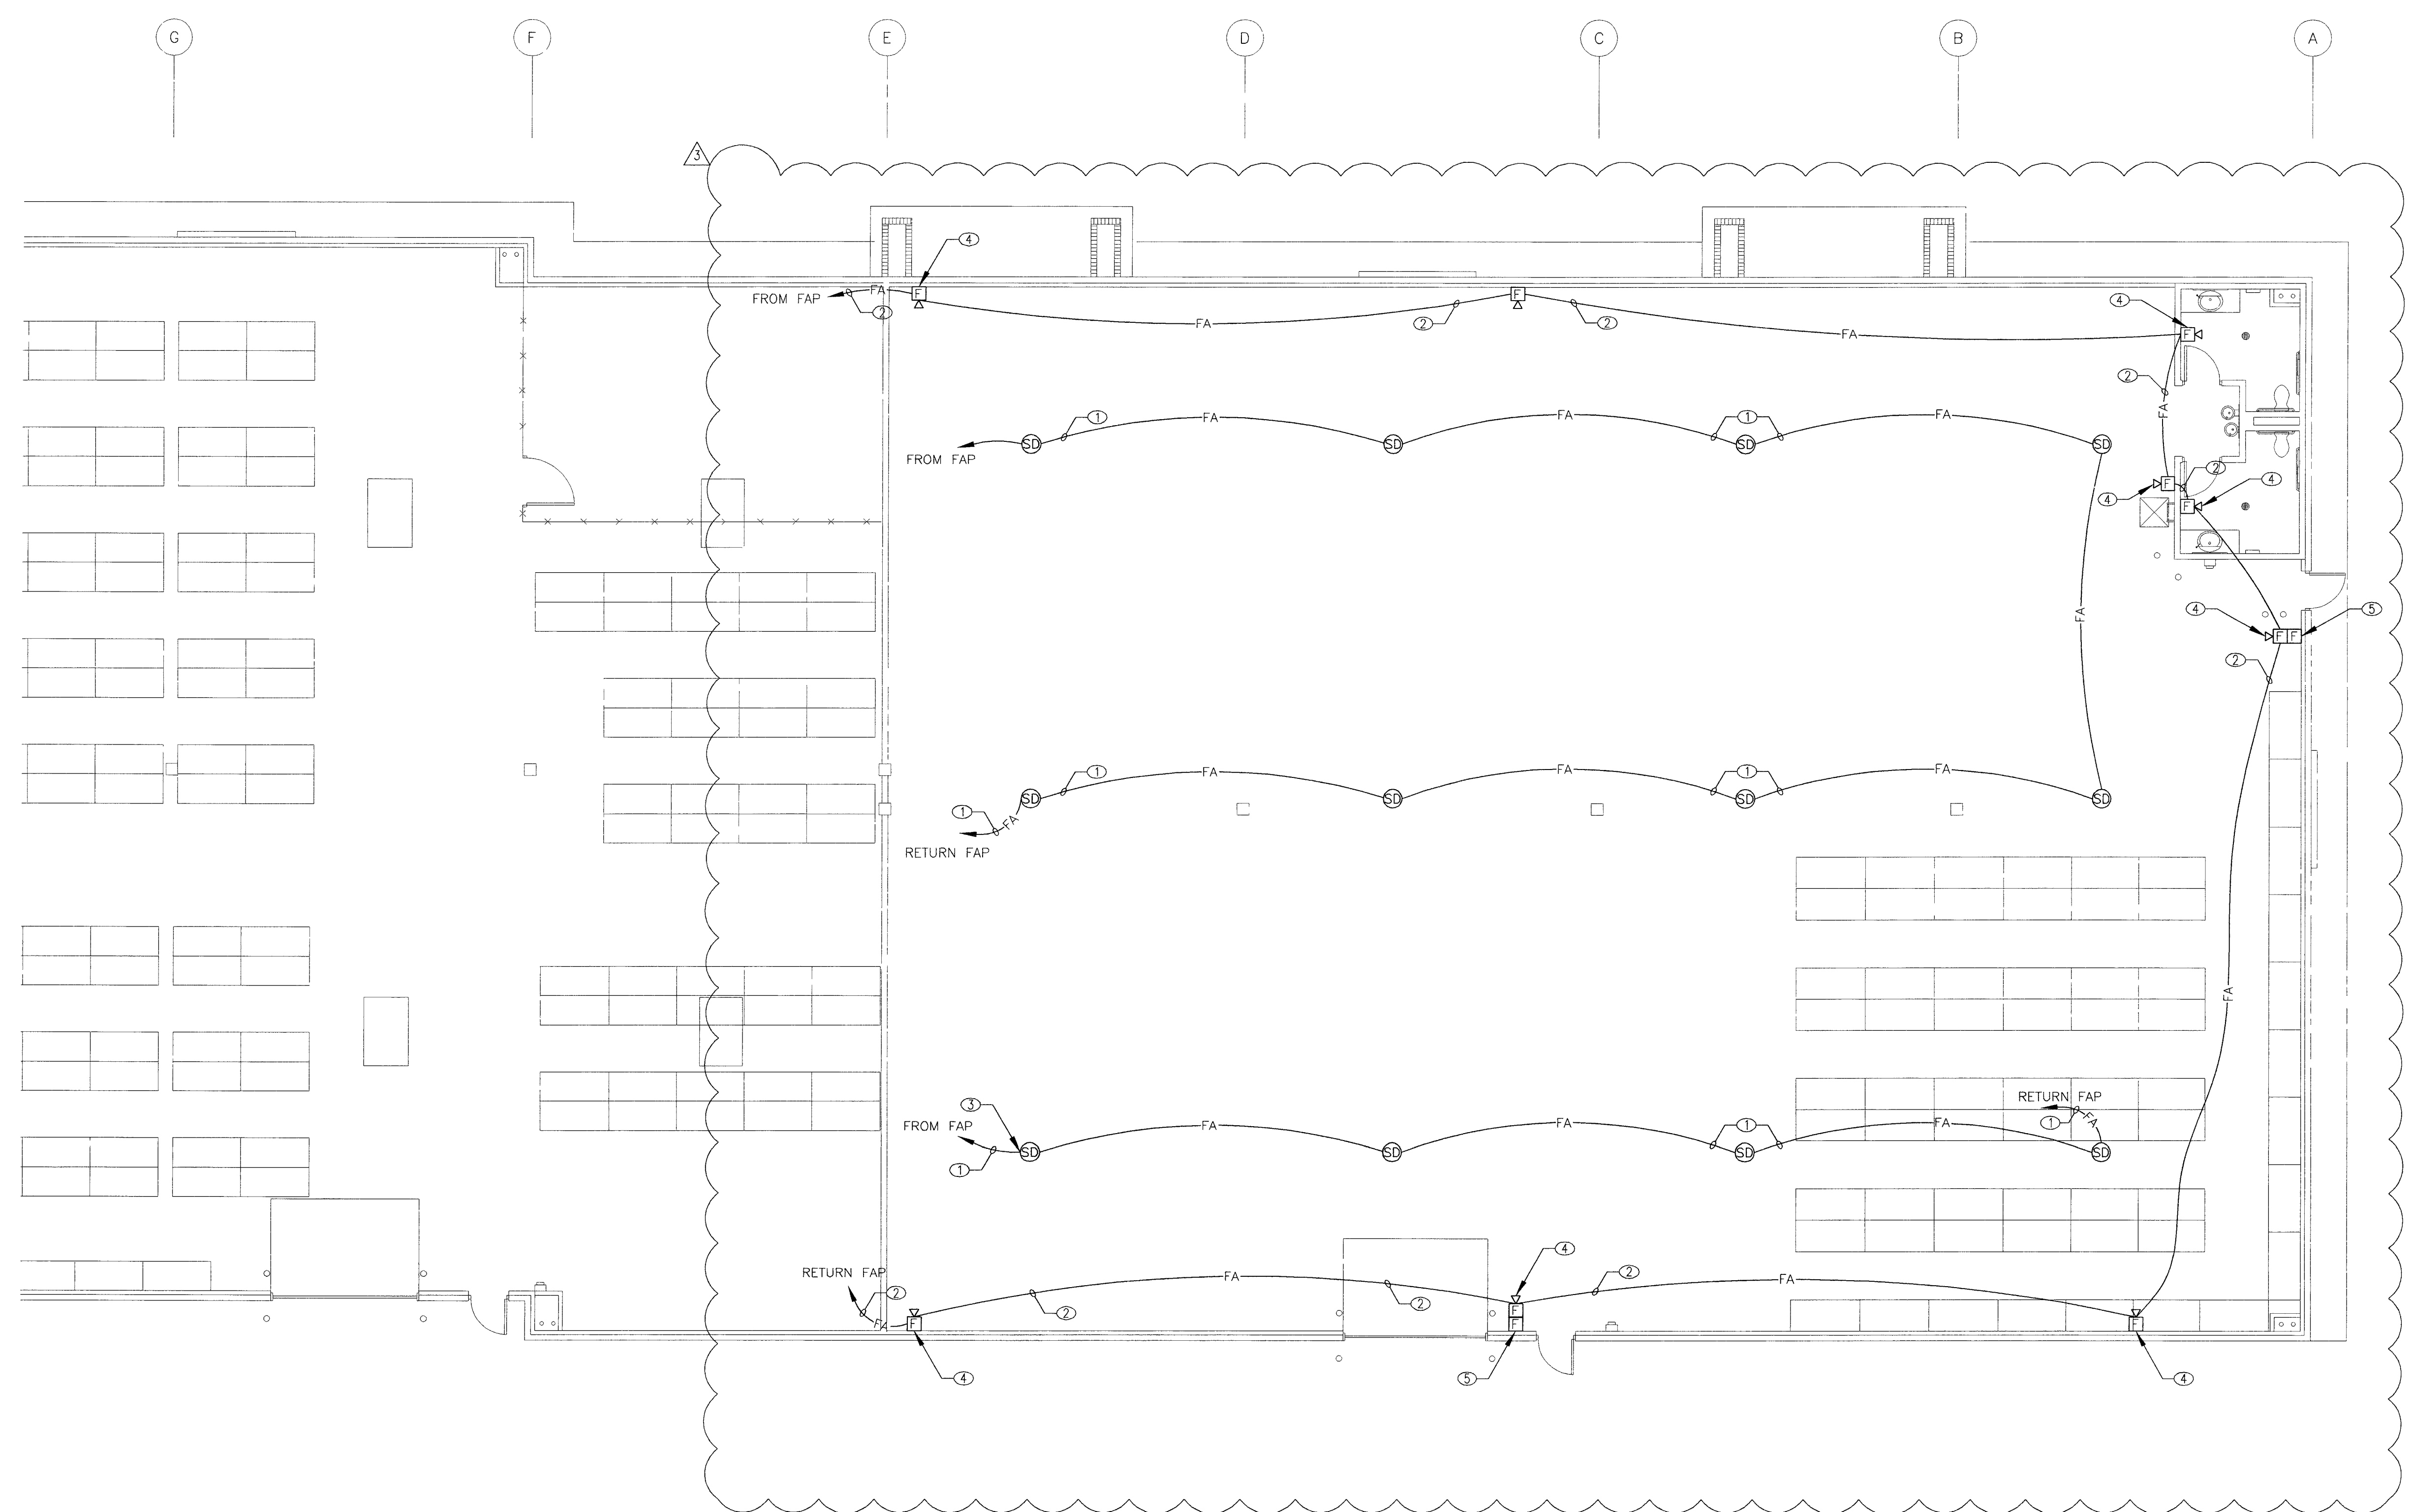 G F E D C B A
3
4
FROM FAP FA F F 4
2 FA 2 2 FA F
2
FA
1 FA FA 1 FA
SD SD SD SD
FROM FAP
2
F 4
4 F
FA
4 5
F F
2
1 FA FA 1 FA
SD SD SD SD
1 FA
RETURN FAP
FA
RETURN FAP
3
FROM FAP FA FA 1 FA 1 FA
SD SD SD SD
1
4
RETURN FAP FA 2 FA
2 2 2
F
FA F F F
4 5 4